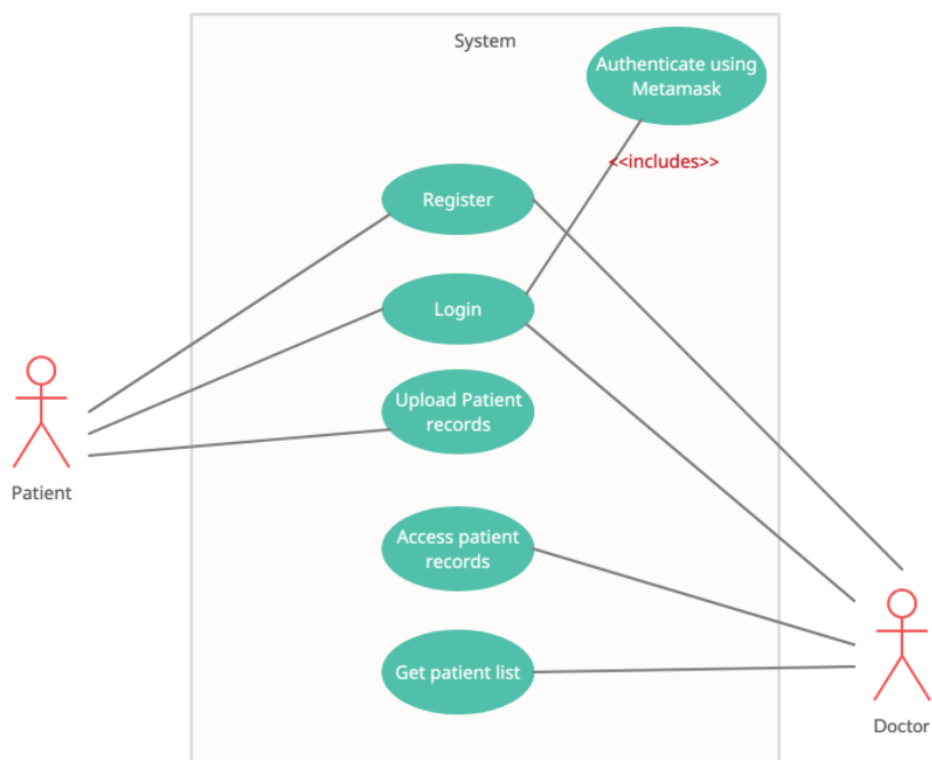 System
Authenticate using
Metamask
<<includes>>
Register
Login
Upload Patient
records
Patient
Access patient
records
Get patient list
Doctor